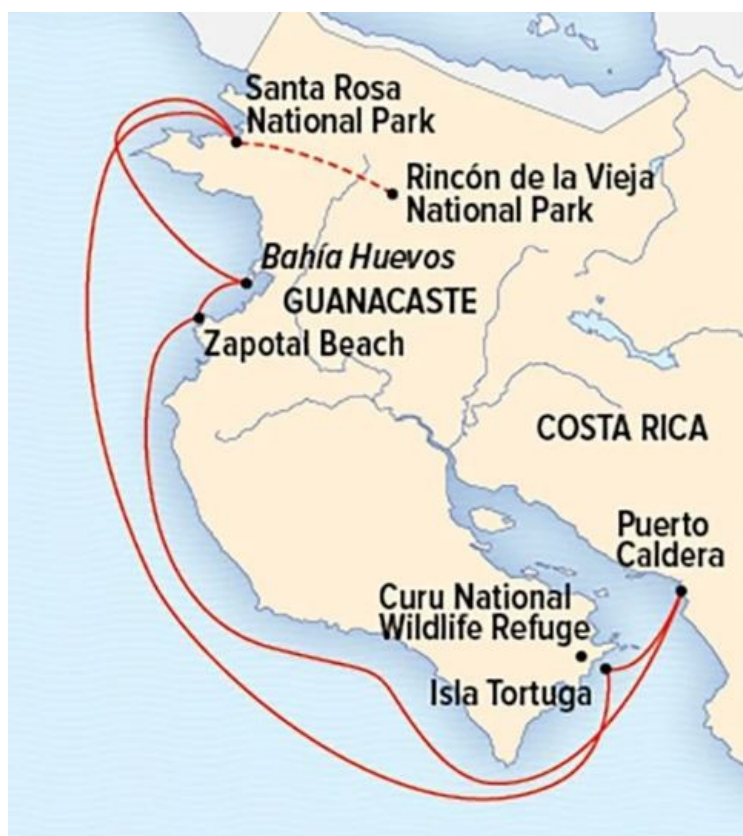 Santa Rosa
National Park
Rincón de la Vieja
National Park
Bahía Huevos
GUANACASTE
Zapotal Beach
COSTA RICA
Puerto
Caldera
Curu National
Wildlife Refuge
Isla Tortuga